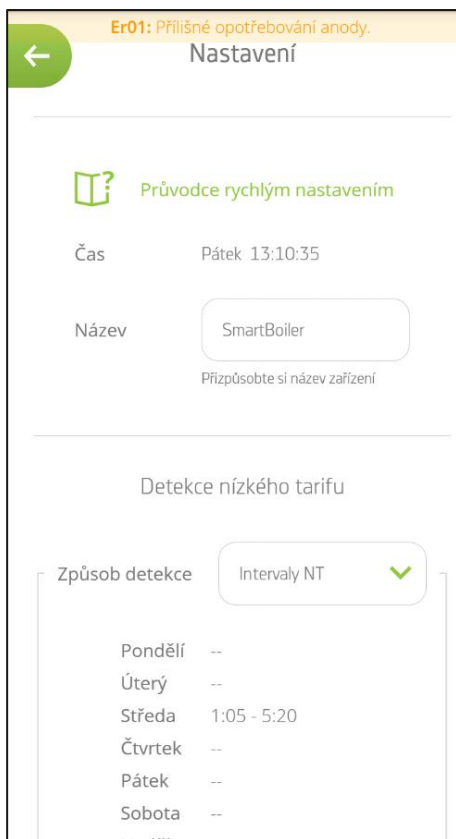 Er01: Přílišné opotřebování anody.
Nastavení
Průvodce rychlým nastavením
Čas Pátek 13:10:35
Název SmartBoiler
Přizpůsobte si název zařízení
Detekce nízkého tarifu
Způsob detekce Intervaly NT
Pondělí --
Úterý --
Středa 1:05 - 5:20
Čtvrtek --
Pátek --
Sobota --